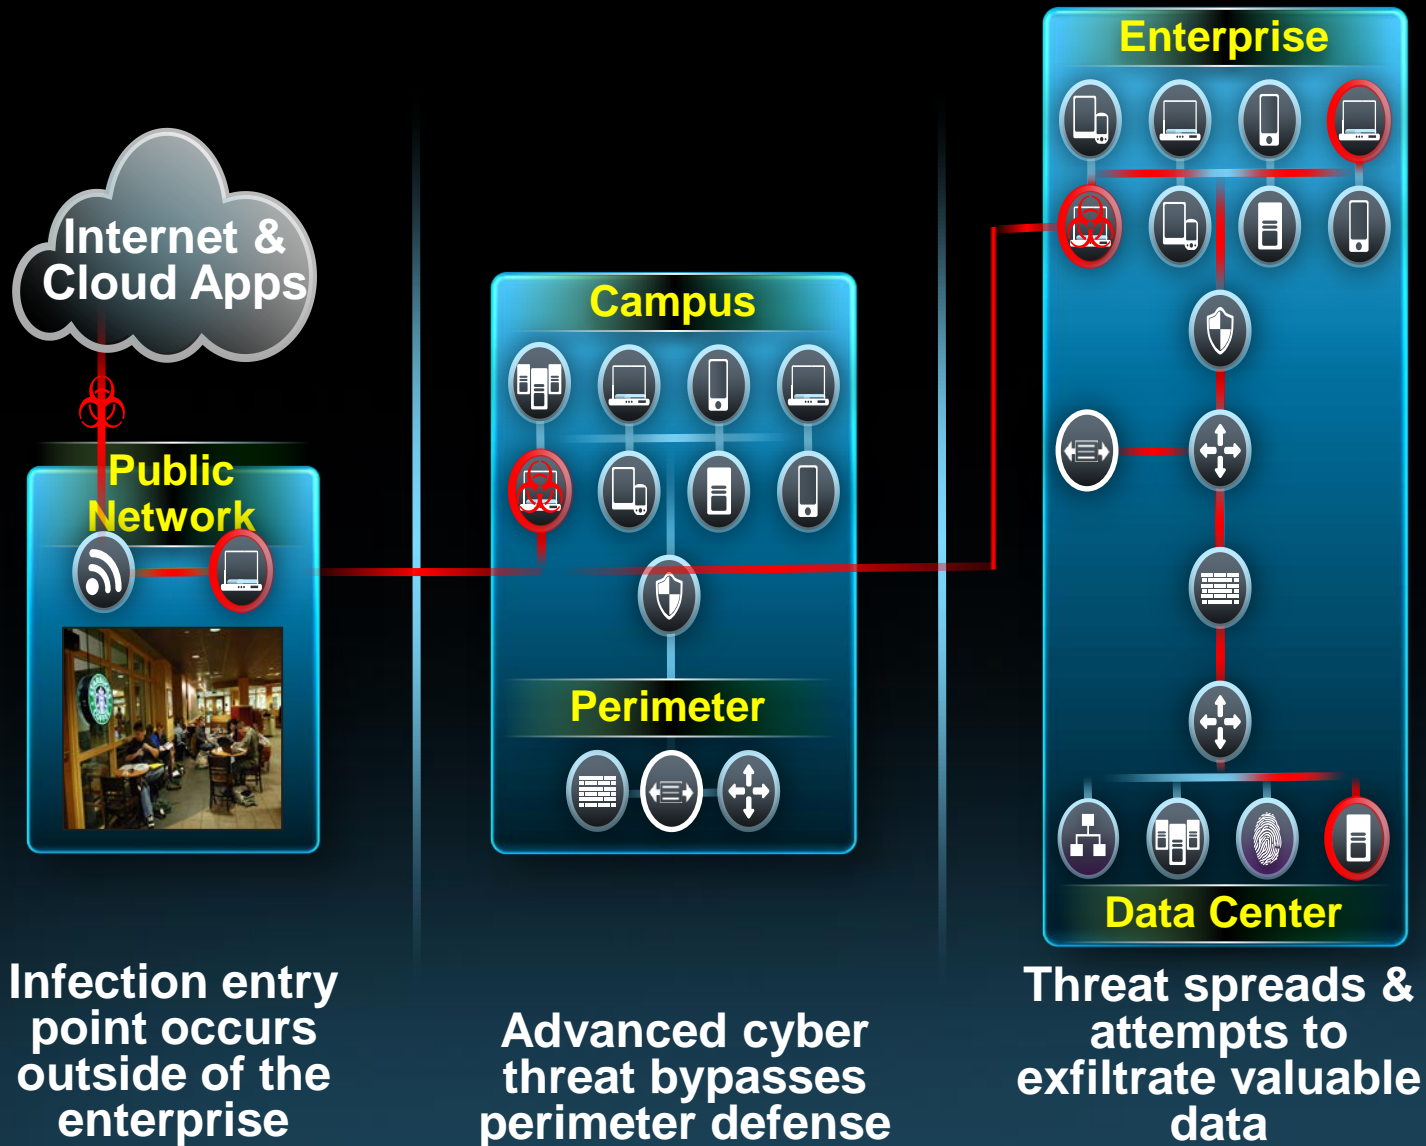 Internet &
Cloud Apps
Public
Network
Infection entry
point occurs
outside of the
enterprise
Campus
Perimeter
Advanced cyber
threat bypasses
perimeter defense
Enterprise
Data Center
Threat spreads &
attempts to
exfiltrate valuable
data